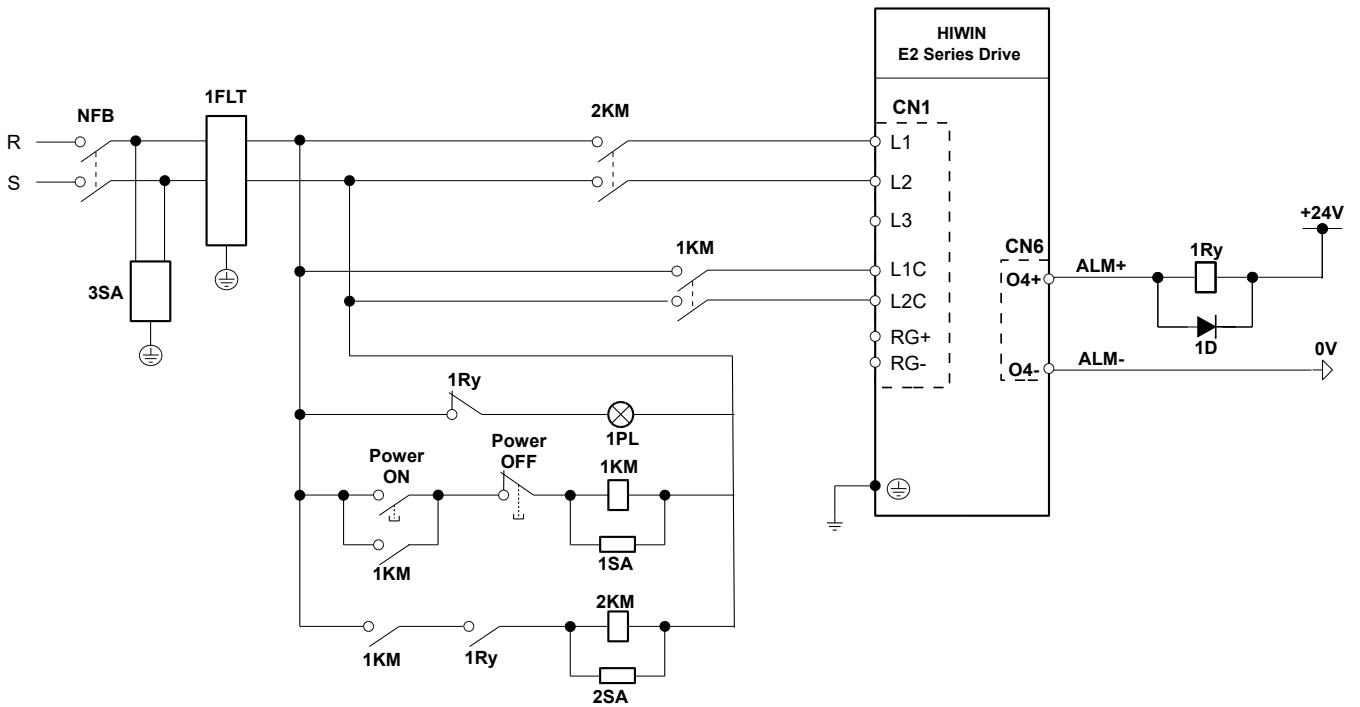 HIWIN
E2 Series Drive
1FLT
NFB
2KM
CN1
R
L1
S
L2
+24V
L3
1KM
CN6
1Ry
ALM+
L1C
O4+
3SA
L2C
RG+
1D
0V
RG-
ALM-
O4-
1Ry
1PL
Power
ON
Power
OFF
1KM
1KM
1SA
2KM
1KM
1Ry
2SA